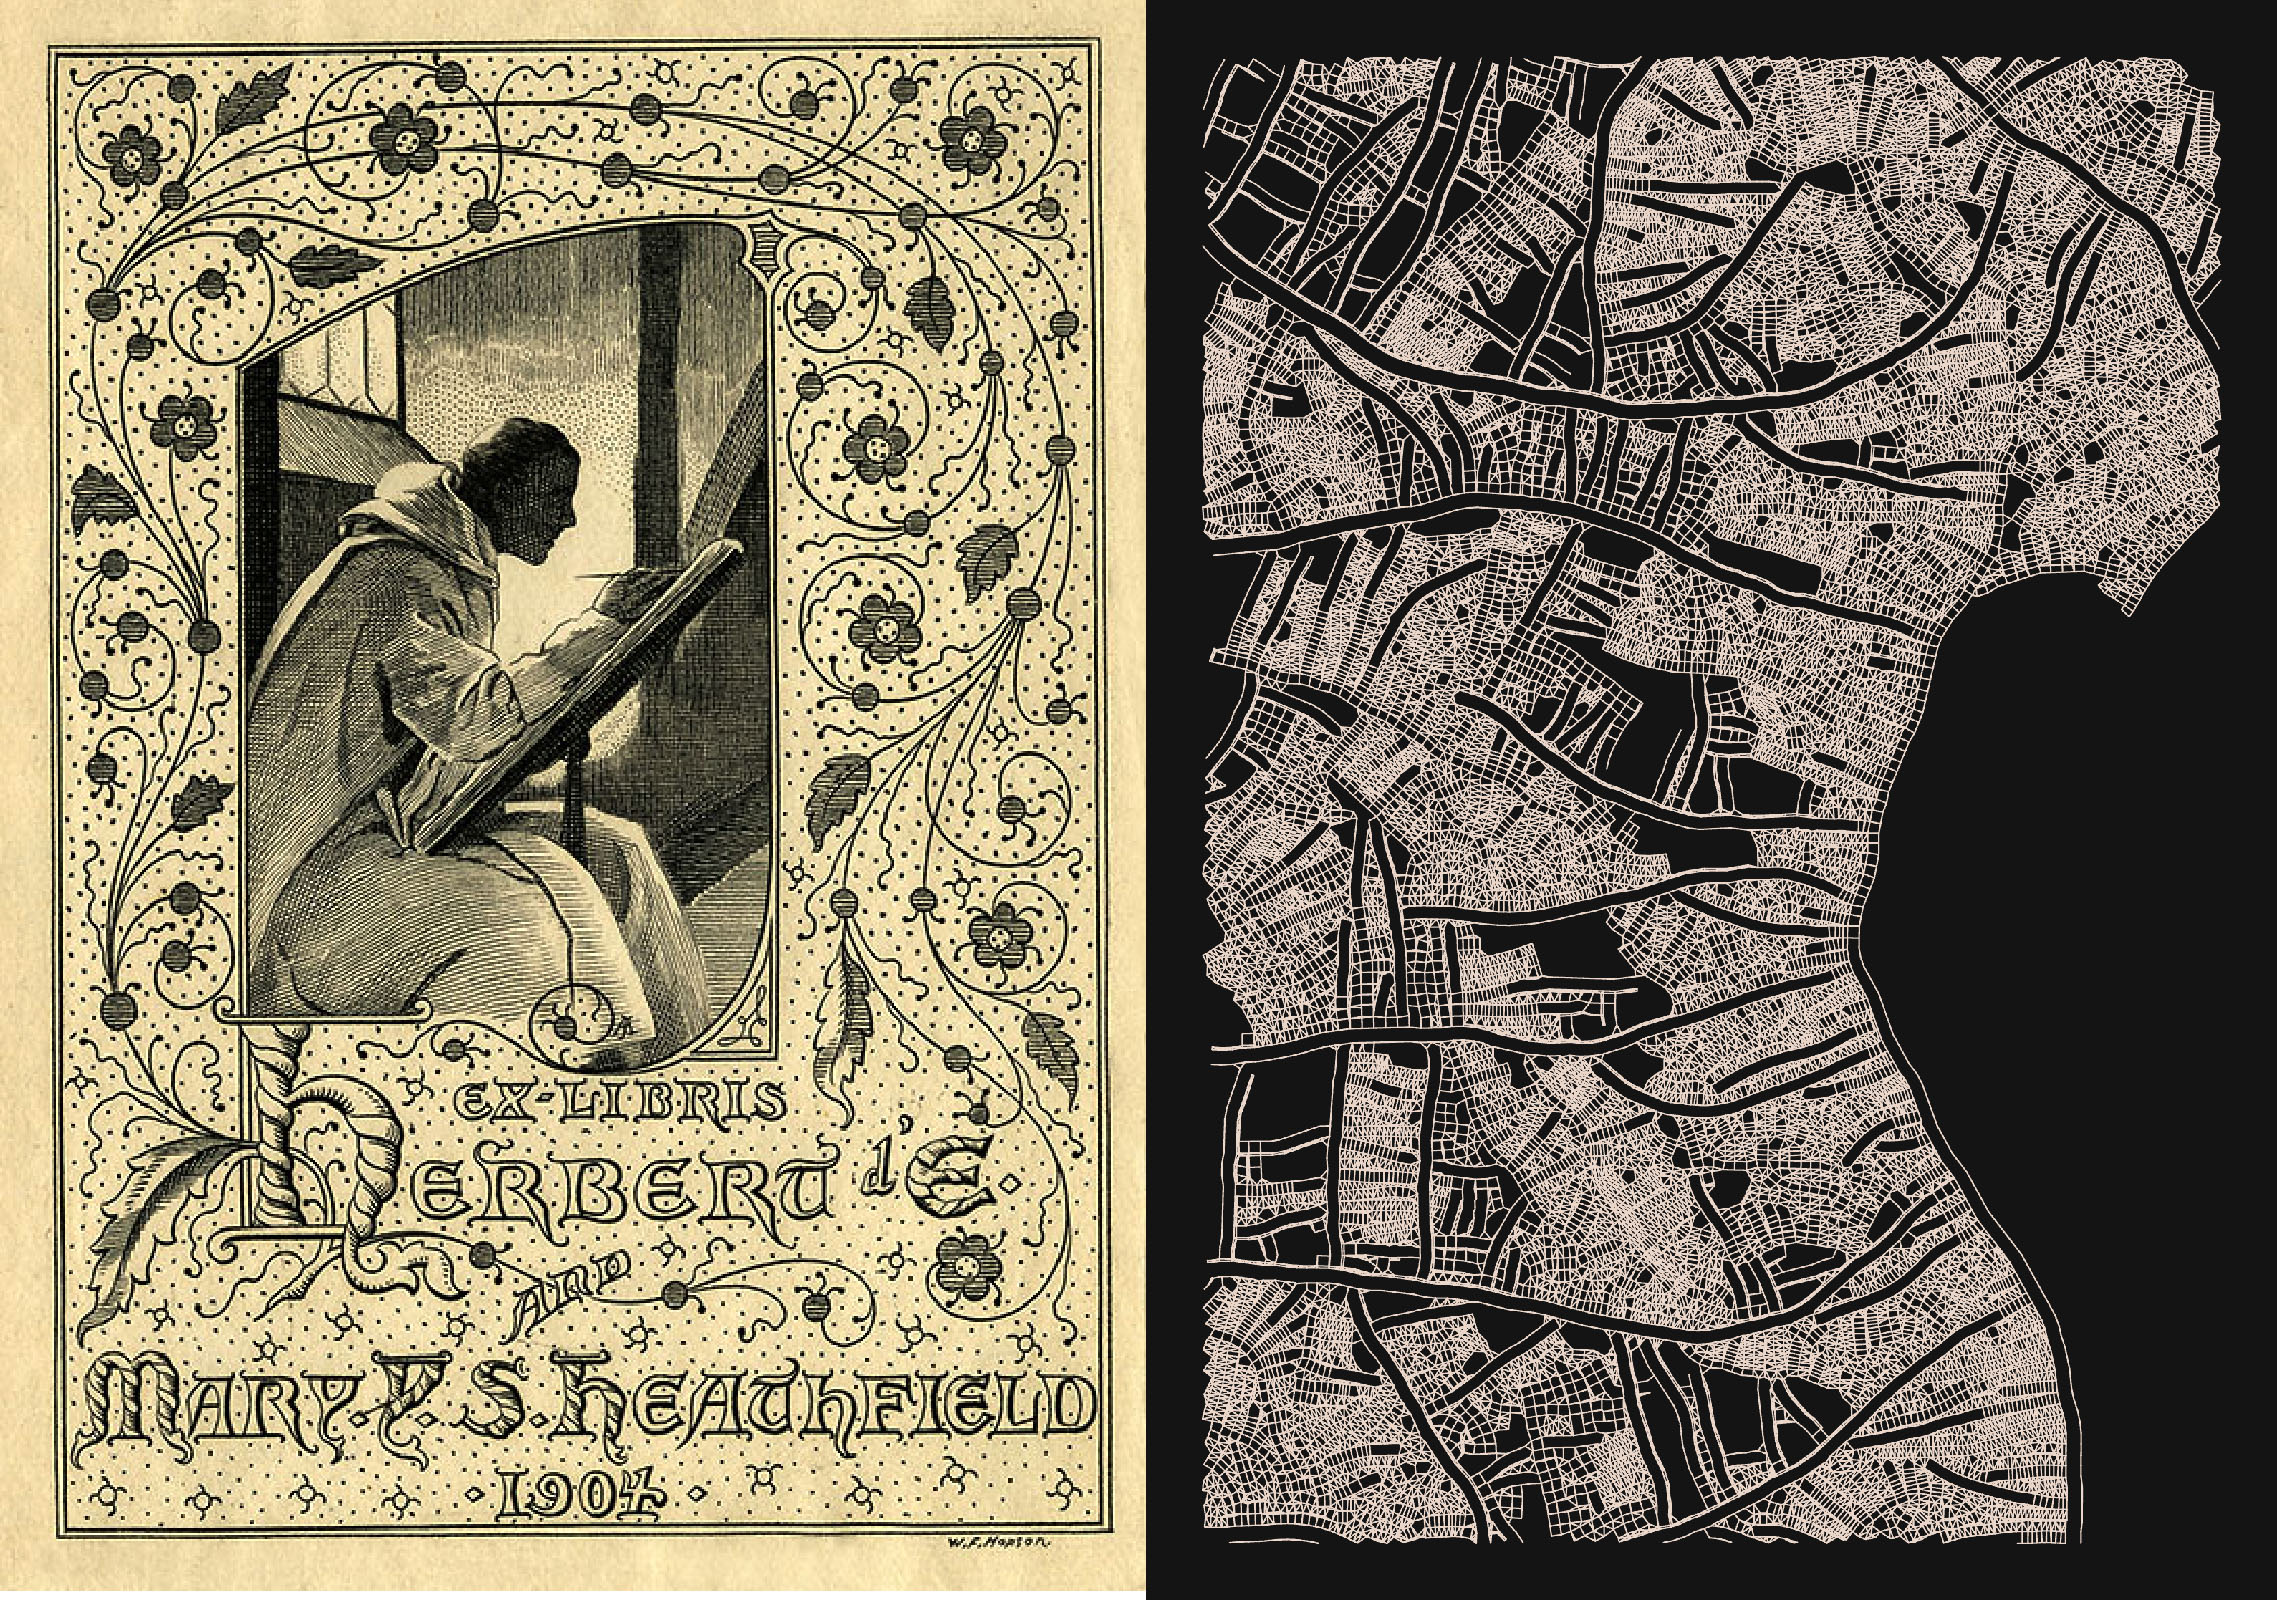 EX-LIBRIS
HERBERT d'E.
AND
MARY.P.S.HEATHFIELD
1904
W.F.Hopson.